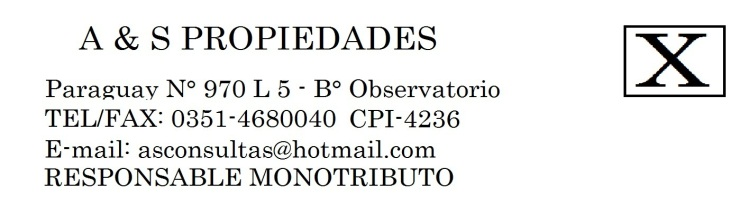 A & S PROPIEDADES
X
Paraguay N° 970 L 5 - B° Observatorio
TEL/FAX: 0351-4680040 CPI-4236
E-mail: asconsultas@hotmail.com
RESPONSABLE MONOTRIBUTO